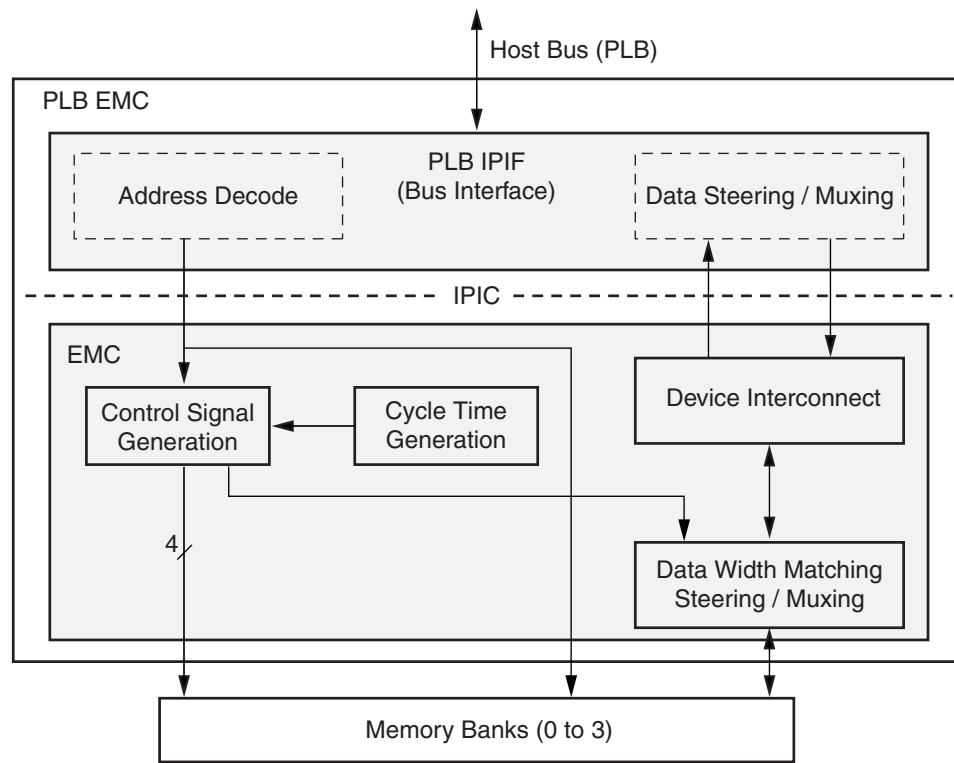 Host Bus (PLB)
PLB EMC
PLB IPIF
(Bus Interface)
Address Decode
Data Steering / Muxing
IPIC
EMC
Control Signal
Generation
Cycle Time
Generation
Device Interconnect
4
Data Width Matching
Steering / Muxing
Memory Banks (0 to 3)